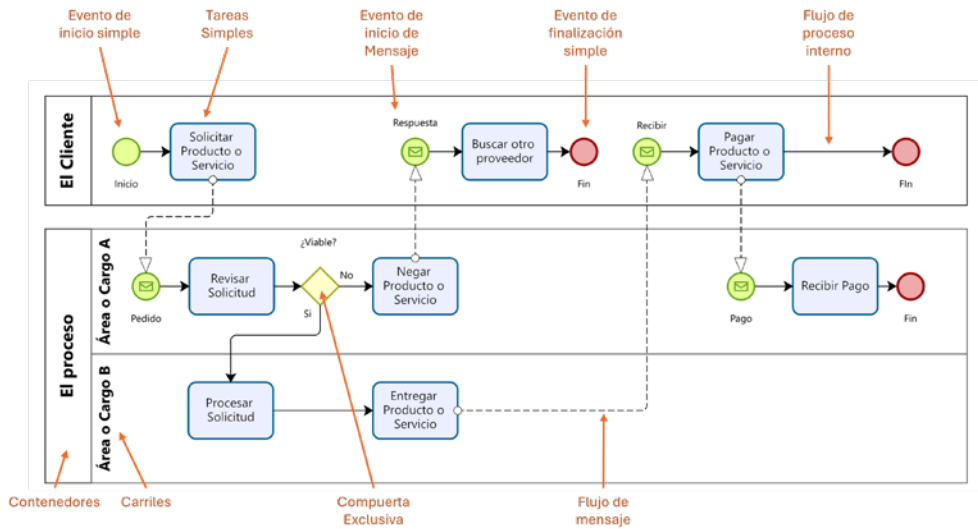 Evento de
inicio simple
Tareas
Simples
Evento de
inicio de
Mensaje
Evento de
finalización
simple
Flujo de
proceso
interno
El Cliente
Inicio
Solicitar
Producto o
Servicio
Respuesta
Buscar otro
proveedor
Fin
Recibir
Pagar
Producto o
Servicio
FIn
El proceso
Área o Cargo A
Pedido
Revisar
Solicitud
¿Viable?
No
Si
Negar
Producto o
Servicio
Pago
Recibir Pago
Fin
Área o Cargo B
Procesar
Solicitud
Entregar
Producto o
Servicio
Contenedores
Carriles
Compuerta
Exclusiva
Flujo de
mensaje